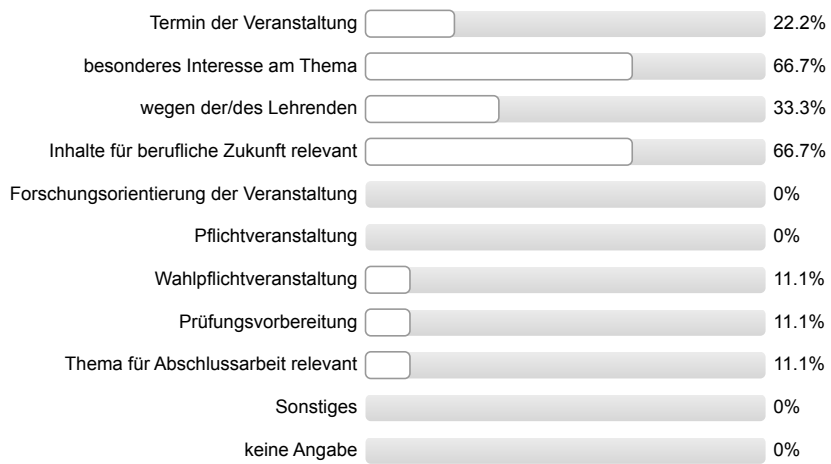 Termin der Veranstaltung 22.2%
besonderes Interesse am Thema 66.7%
wegen der/des Lehrenden 33.3%
Inhalte für berufliche Zukunft relevant 66.7%
Forschungsorientierung der Veranstaltung 0%
Pflichtveranstaltung 0%
Wahlpflichtveranstaltung 11.1%
Prüfungsvorbereitung 11.1%
Thema für Abschlussarbeit relevant 11.1%
Sonstiges 0%
keine Angabe 0%